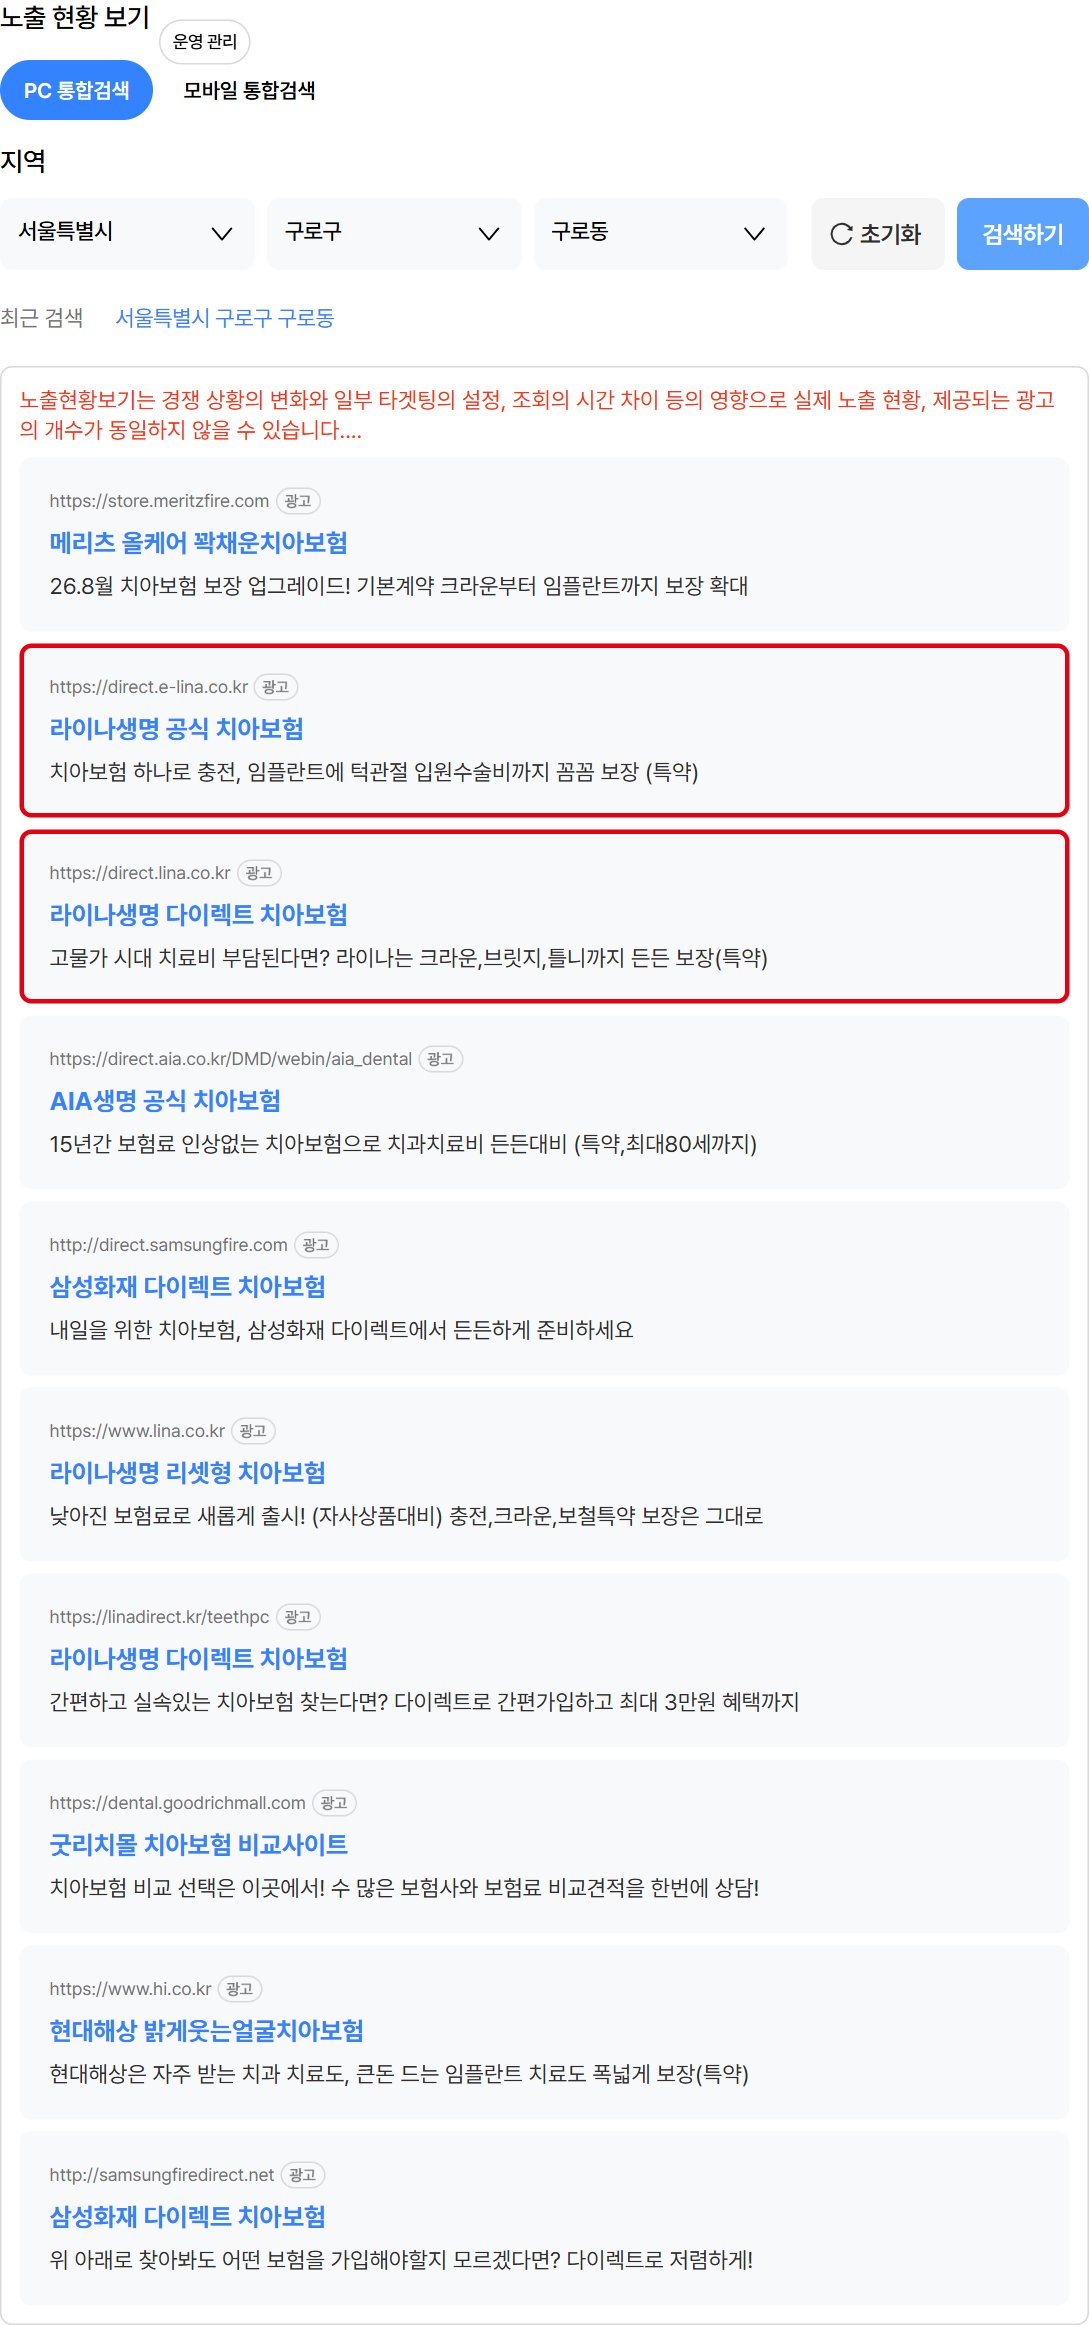 노출 현황 보기
운영 관리
PC 통합검색 모바일 통합검색
지역
서울특별시 구로구 구로동 초기화 검색하기
최근 검색 서울특별시 구로구 구로동
노출현황보기는 경쟁 상황의 변화와 일부 타겟팅의 설정, 조회의 시간 차이 등의 영향으로 실제 노출 현황, 제공되는 광고
의 개수가 동일하지 않을 수 있습니다....
https://store.meritzfire.com 광고
메리츠 올케어 꽉채운치아보험
26.8월 치아보험 보장 업그레이드! 기본계약 크라운부터 임플란트까지 보장 확대
https://direct.e-lina.co.kr 광고
라이나생명 공식 치아보험
치아보험 하나로 충전, 임플란트에 턱관절 입원수술비까지 꼼꼼 보장 (특약)
https://direct.lina.co.kr 광고
라이나생명 다이렉트 치아보험
고물가 시대 치료비 부담된다면? 라이나는 크라운,브릿지,틀니까지 든든 보장(특약)
https://direct.aia.co.kr/DMD/webin/aia_dental 광고
AIA생명 공식 치아보험
15년간 보험료 인상없는 치아보험으로 치과치료비 든든대비 (특약,최대80세까지)
http://direct.samsungfire.com 광고
삼성화재 다이렉트 치아보험
내일을 위한 치아보험, 삼성화재 다이렉트에서 든든하게 준비하세요
https://www.lina.co.kr 광고
라이나생명 리셋형 치아보험
낮아진 보험료로 새롭게 출시! (자사상품대비) 충전,크라운,보철특약 보장은 그대로
https://linadirect.kr/teethpc 광고
라이나생명 다이렉트 치아보험
간편하고 실속있는 치아보험 찾는다면? 다이렉트로 간편가입하고 최대 3만원 혜택까지
https://dental.goodrichmall.com 광고
굿리치몰 치아보험 비교사이트
치아보험 비교 선택은 이곳에서! 수 많은 보험사와 보험료 비교견적을 한번에 상담!
https://www.hi.co.kr 광고
현대해상 밝게웃는얼굴치아보험
현대해상은 자주 받는 치과 치료도, 큰돈 드는 임플란트 치료도 폭넓게 보장(특약)
http://samsungfiredirect.net 광고
삼성화재 다이렉트 치아보험
위 아래로 찾아봐도 어떤 보험을 가입해야할지 모르겠다면? 다이렉트로 저렴하게!